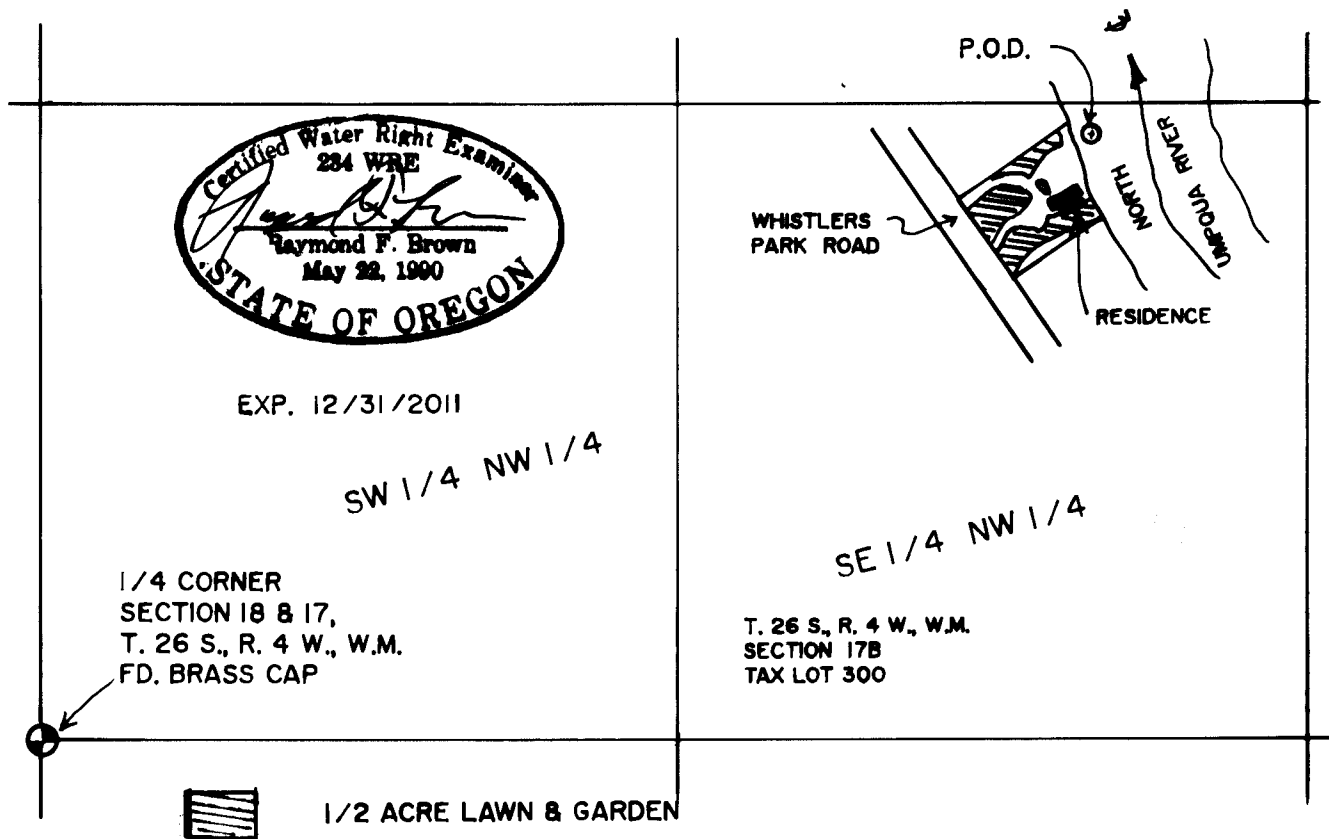 P.O.D.
Certified Water Right Examiner
234 WRE
Raymond F. Brown
May 22, 1990
STATE OF OREGON
WHISTLERS
PARK ROAD
NORTH
UMPQUA RIVER
RESIDENCE
EXP. 12/31/2011
SW 1/4 NW 1/4
SE 1/4 NW 1/4
1/4 CORNER
SECTION 18 & 17,
T. 26 S., R. 4 W., W.M.
FD. BRASS CAP
T. 26 S., R. 4 W., W.M.
SECTION 17B
TAX LOT 300
1/2 ACRE LAWN & GARDEN